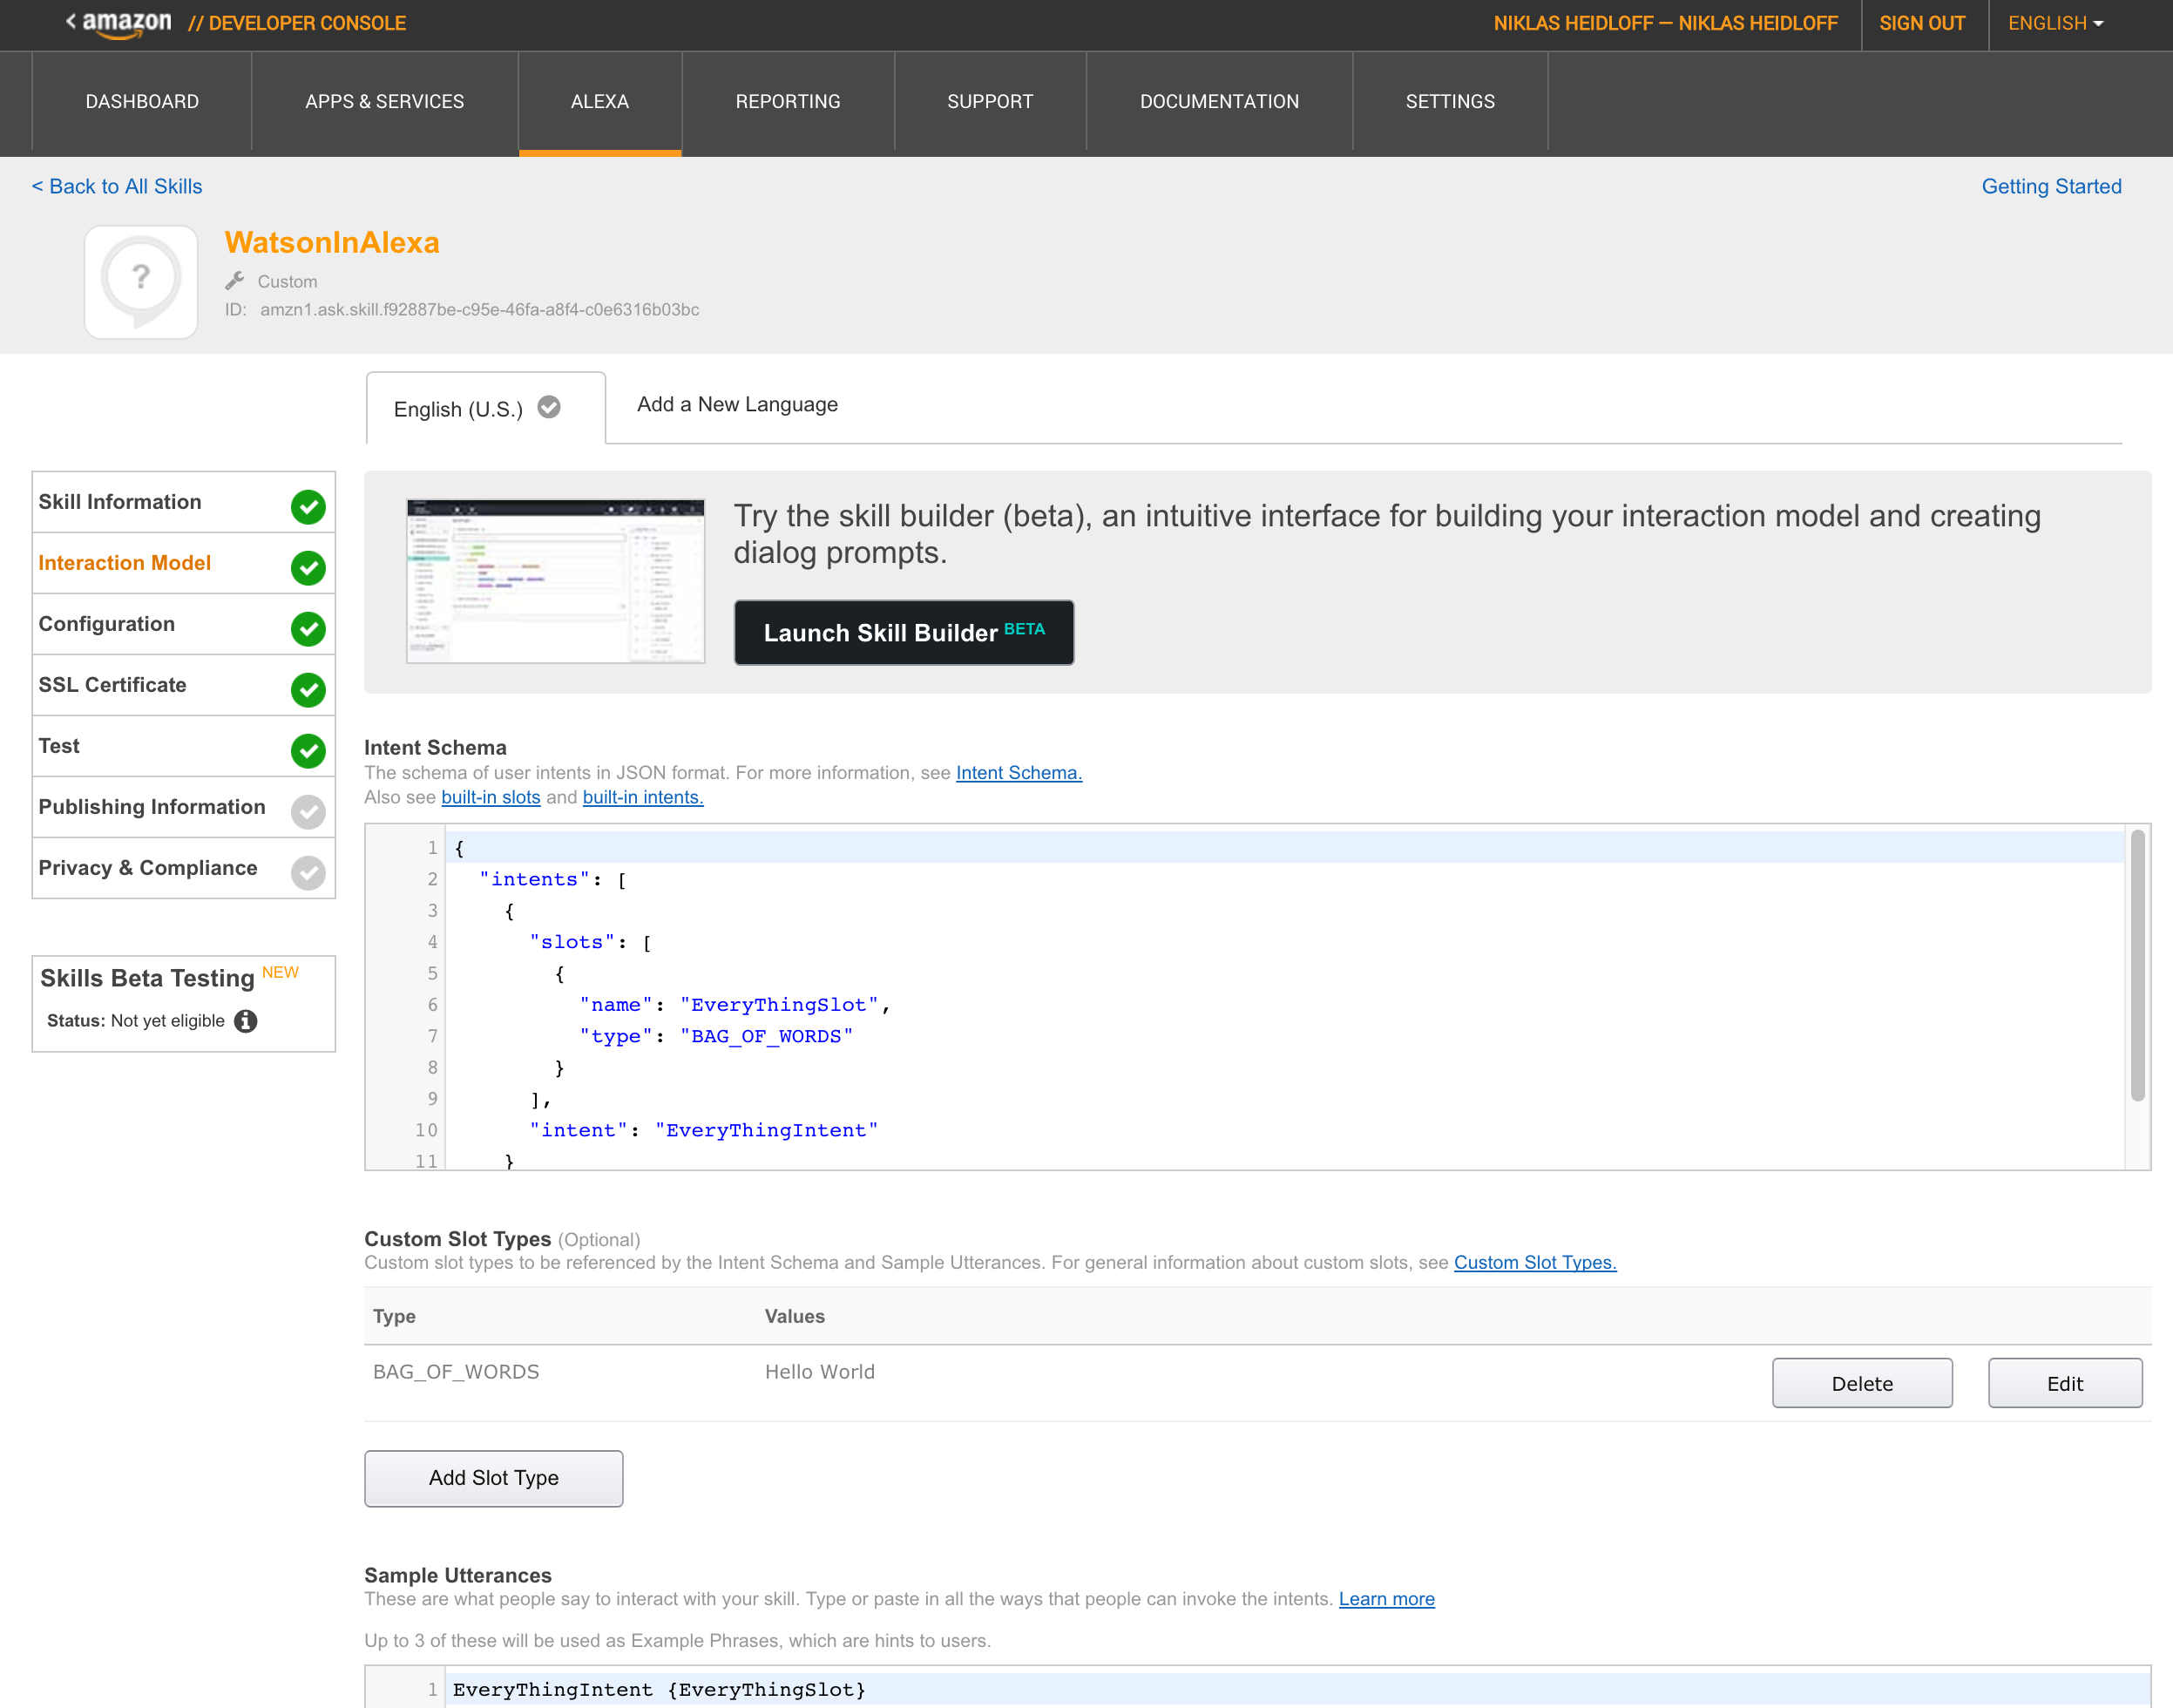 < amazon // DEVELOPER CONSOLE
NIKLAS HEIDLOFF — NIKLAS HEIDLOFF
SIGN OUT
ENGLISH
DASHBOARD
APPS & SERVICES
ALEXA
REPORTING
SUPPORT
DOCUMENTATION
SETTINGS
< Back to All Skills
Getting Started
?
WatsonInAlexa
Custom
ID: amzn1.ask.skill.f92887be-c95e-46fa-a8f4-c0e6316b03bc
English (U.S.)
Add a New Language
Skill Information
Interaction Model
Configuration
SSL Certificate
Test
Publishing Information
Privacy & Compliance
Skills Beta Testing NEW
Status: Not yet eligible
Try the skill builder (beta), an intuitive interface for building your interaction model and creating
dialog prompts.
Launch Skill Builder BETA
Intent Schema
The schema of user intents in JSON format. For more information, see Intent Schema.
Also see built-in slots and built-in intents.
1 {
2 "intents": [
3 {
4 "slots": [
5 {
6 "name": "EveryThingSlot",
7 "type": "BAG_OF_WORDS"
8 }
9 ],
10 "intent": "EveryThingIntent"
11 }
Custom Slot Types (Optional)
Custom slot types to be referenced by the Intent Schema and Sample Utterances. For general information about custom slots, see Custom Slot Types.
Type Values
BAG_OF_WORDS Hello World
Delete
Edit
Add Slot Type
Sample Utterances
These are what people say to interact with your skill. Type or paste in all the ways that people can invoke the intents. Learn more
Up to 3 of these will be used as Example Phrases, which are hints to users.
1 EveryThingIntent {EveryThingSlot}